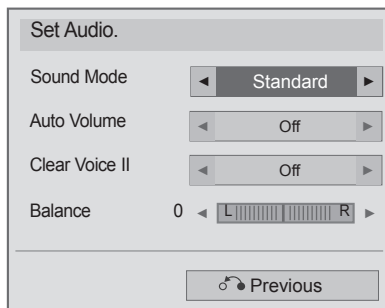 Set Audio.
Sound Mode ◄ Standard ►
Auto Volume ◄ Off ►
Clear Voice II ◄ Off ►
Balance 0 ◄ L R ►
Previous